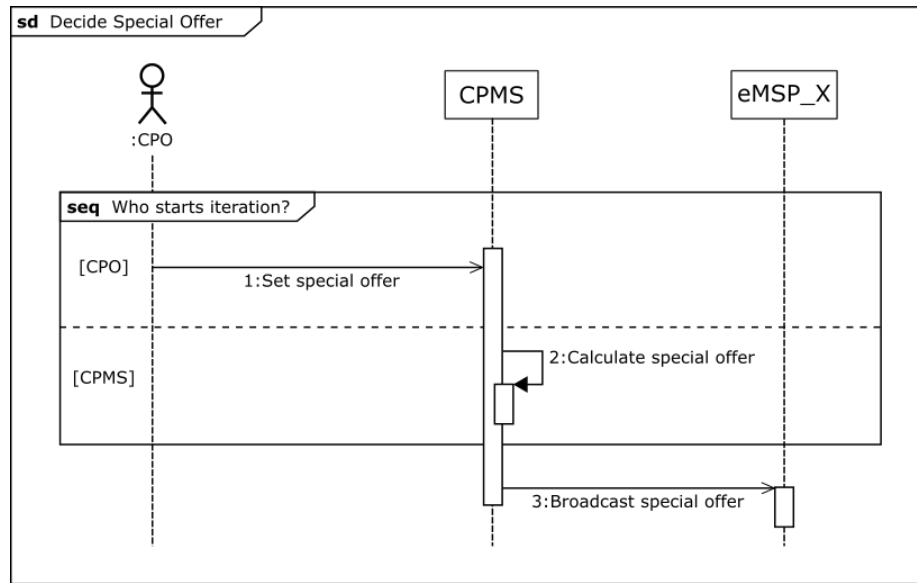 sd Decide Special Offer
:CPO
CPMS
eMSP_X
seq Who starts iteration?
[CPO]
1:Set special offer
[CPMS]
2:Calculate special offer
3:Broadcast special offer